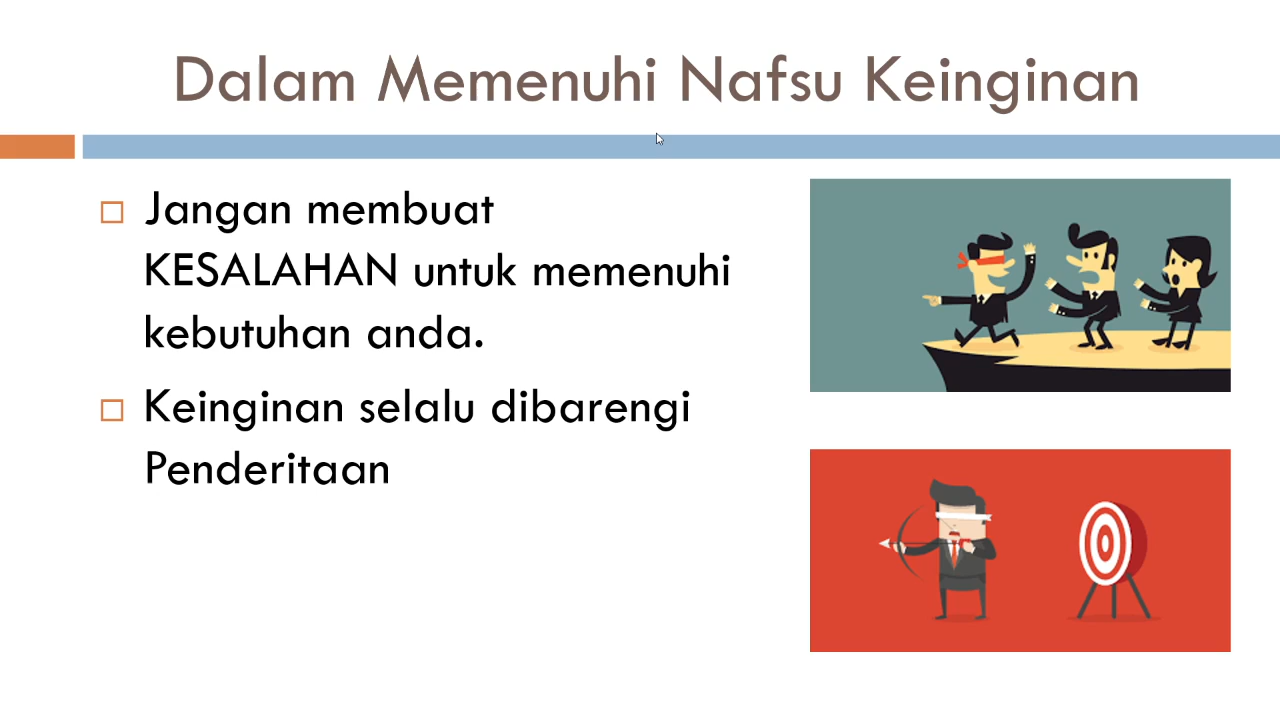 Dalam Memenuhi Nafsu Keinginan
Jangan membuat
KESALAHAN untuk memenuhi
kebutuhan anda.
Keinginan selalu dibarengi
Penderitaan